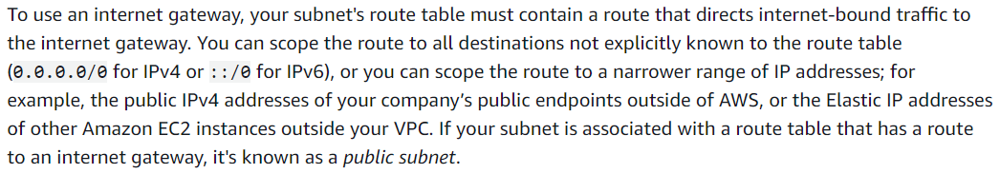 To use an internet gateway, your subnet's route table must contain a route that directs internet-bound traffic to
the internet gateway. You can scope the route to all destinations not explicitly known to the route table
(0.0.0.0/0 for IPv4 or ::/0 for IPv6), or you can scope the route to a narrower range of IP addresses; for
example, the public IPv4 addresses of your company’s public endpoints outside of AWS, or the Elastic IP addresses
of other Amazon EC2 instances outside your VPC. If your subnet is associated with a route table that has a route
to an internet gateway, it's known as a public subnet.